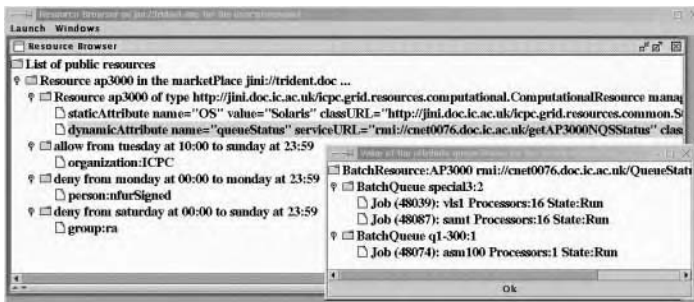 Launch Windows
Resource Browser
List of public resources
Resource ap3000 in the marketPlace jini://trident.doc ...
Resource ap3000 of type http://jini.doc.ic.ac.uk/icpc.grid.resources.computational.ComputationalResource manag
staticAttribute name="OS" value="Solaris" classURL="http://jini.doc.ic.ac.uk/icpc.grid.resources.common.St
dynamicAttribute name="queueStatus" serviceURL="rmi://cnet0076.doc.ic.ac.uk/getAP3000NQSStatus" clas
allow from tuesday at 10:00 to sunday at 23:59
organization:ICPC
deny from monday at 00:00 to monday at 23:59
person:nfurSigned
deny from saturday at 00:00 to sunday at 23:59
group:ra
BatchResource:AP3000 rmi://cnet0076.doc.ic.ac.uk/QueueStat
BatchQueue special3:2
Job (48039): vls1 Processors:16 State:Run
Job (48087): samt Processors:16 State:Run
BatchQueue q1-300:1
Job (48074): asm100 Processors:1 State:Run
Ok